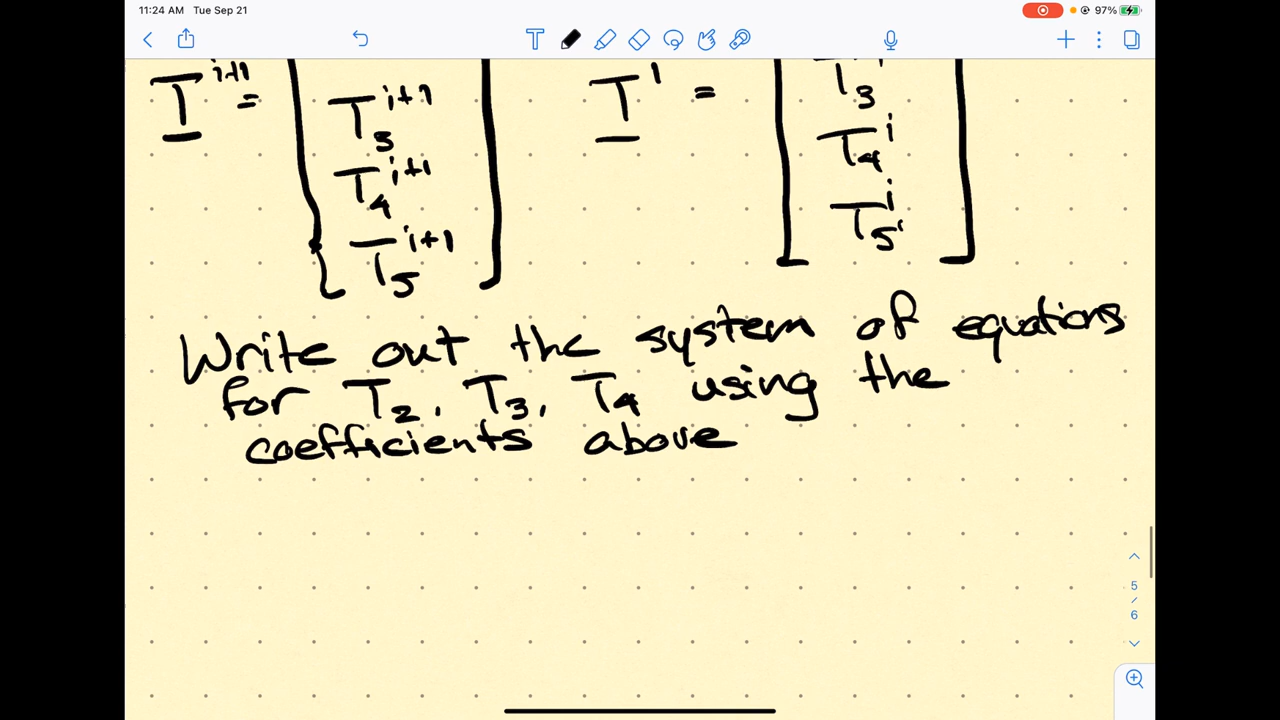 11:24 AM Tue Sep 21
97%
T^{i+1} =
T_3^{i+1}
T_4^{i+1}
T_5^{i+1}
T^i =
T_3^i
T_4^i
T_5^i
Write out the system of equations
for T_2, T_3, T_4 using the
coefficients above
5
/
6